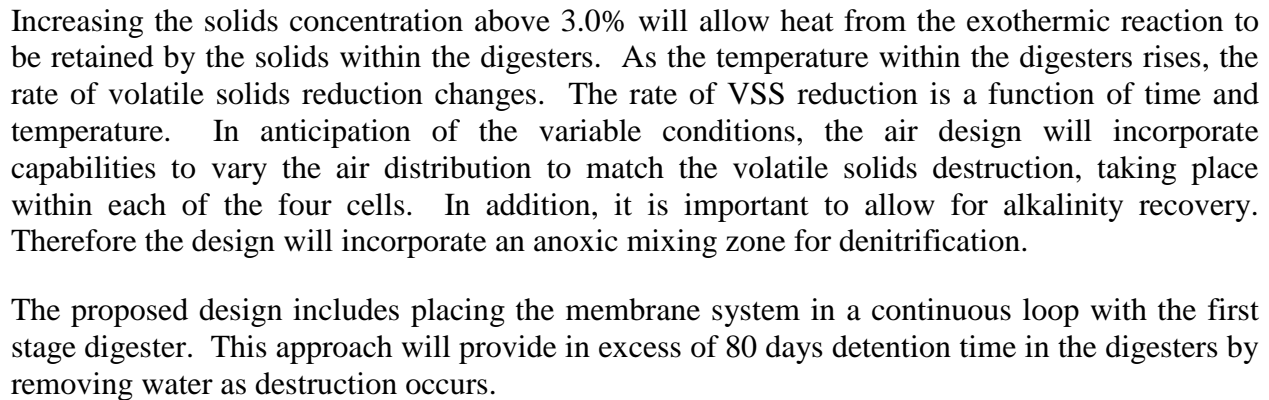 Increasing the solids concentration above 3.0% will allow heat from the exothermic reaction to
be retained by the solids within the digesters.  As the temperature within the digesters rises, the
rate of volatile solids reduction changes.  The rate of VSS reduction is a function of time and
temperature.  In anticipation of the variable conditions, the air design will incorporate
capabilities to vary the air distribution to match the volatile solids destruction, taking place
within each of the four cells.  In addition, it is important to allow for alkalinity recovery.
Therefore the design will incorporate an anoxic mixing zone for denitrification.

The proposed design includes placing the membrane system in a continuous loop with the first
stage digester.  This approach will provide in excess of 80 days detention time in the digesters by
removing water as destruction occurs.